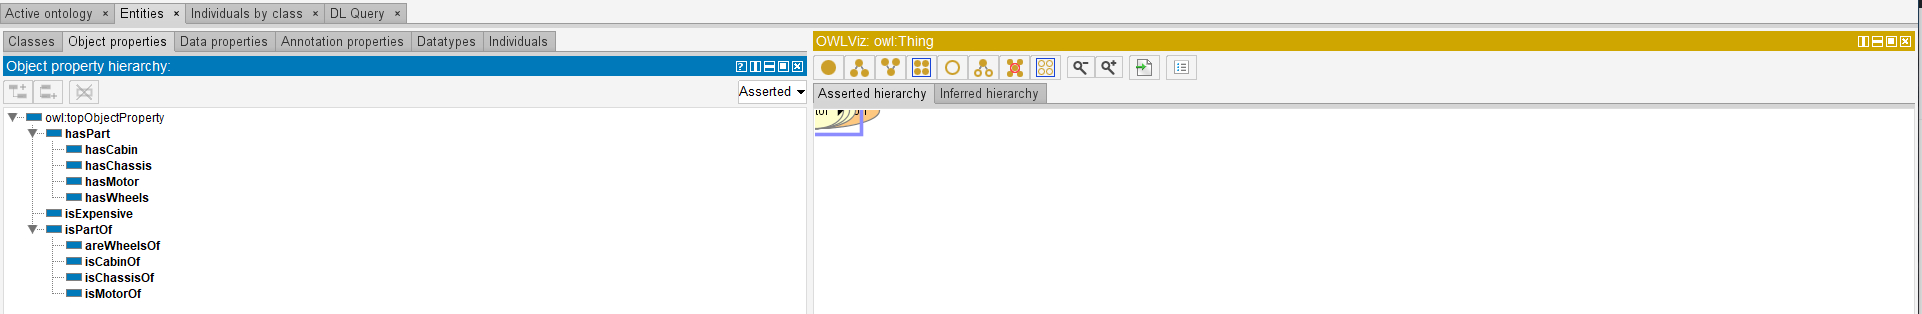 Active ontology × Entities × Individuals by class × DL Query ×
Classes Object properties Data properties Annotation properties Datatypes Individuals
Object property hierarchy:
Asserted
owl:topObjectProperty
hasPart
hasCabin
hasChassis
hasMotor
hasWheels
isExpensive
isPartOf
areWheelsOf
isCabinOf
isChassisOf
isMotorOf
OWLViz: owl:Thing
Asserted hierarchy Inferred hierarchy